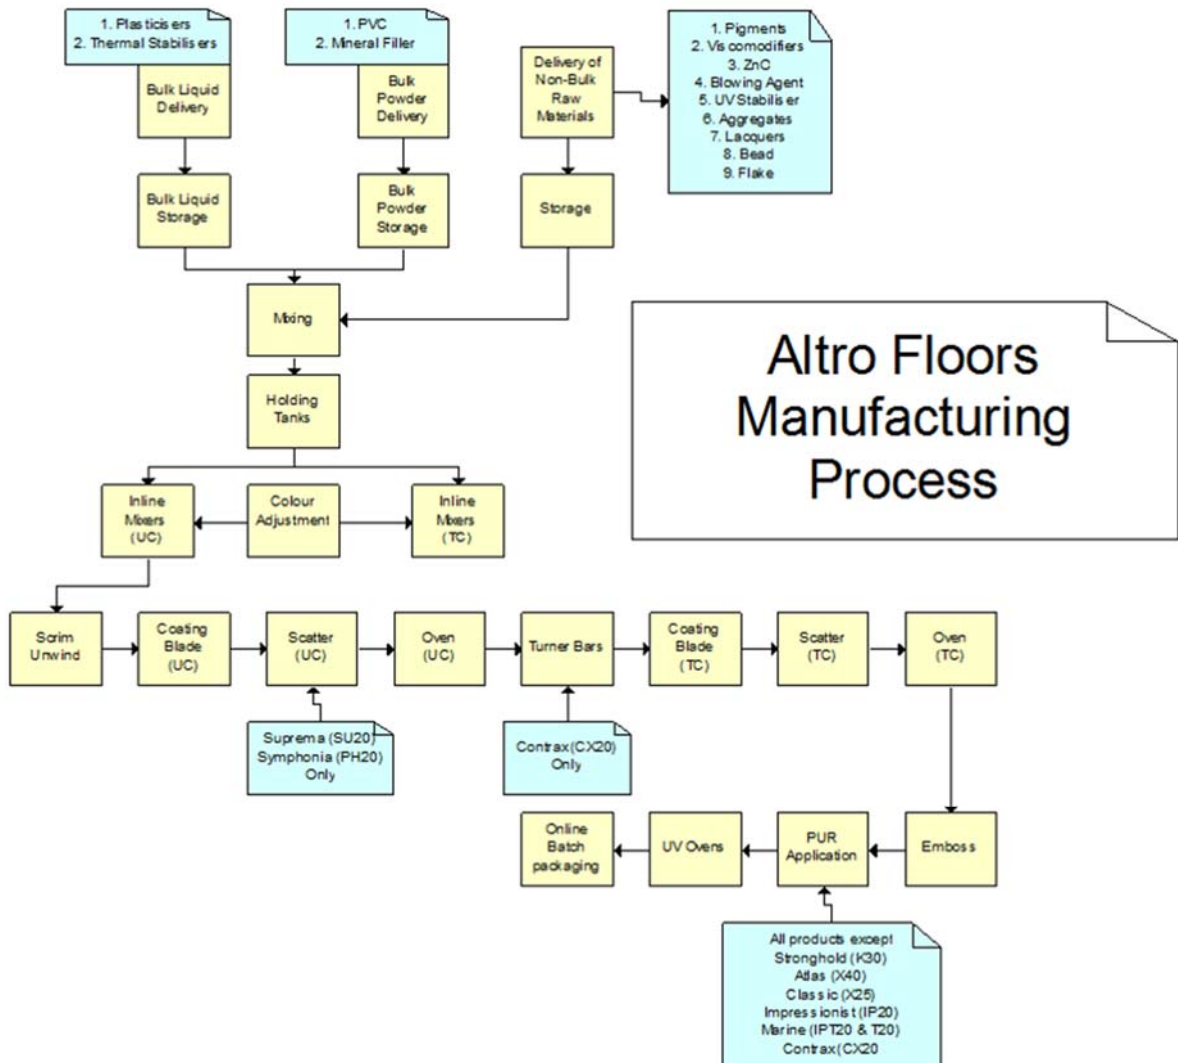 1. Plasticisers
2. Thermal Stabilisers
1. PVC
2. Mineral Filler
1. Pigments
2. Viscomodifiers
3. ZnC
4. Blowing Agent
5. UV Stabiliser
6. Aggregates
7. Lacquers
8. Bead
9. Flake
Bulk Liquid
Delivery
Bulk
Powder
Delivery
Delivery of
Non-Bulk
Raw
Materials
Bulk Liquid
Storage
Bulk
Powder
Storage
Storage
Mixing
Altro Floors
Manufacturing
Process
Holding
Tanks
Inline
Mixers
(UC)
Colour
Adjustment
Inline
Mixers
(TC)
Scrim
Unwind
Coating
Blade
(UC)
Scatter
(UC)
Oven
(UC)
Turner Bars
Coating
Blade
(TC)
Scatter
(TC)
Oven
(TC)
Suprema (SU20)
Symphonia (PH20)
Only
Contrax (CX20)
Only
Online
Batch
packaging
UV Ovens
PUR
Application
Emboss
All products except
Stronghold (K30)
Atlas (X40)
Classic (X25)
Impressionist (IP20)
Marine (IPT20 & T20)
Contrax (CX20